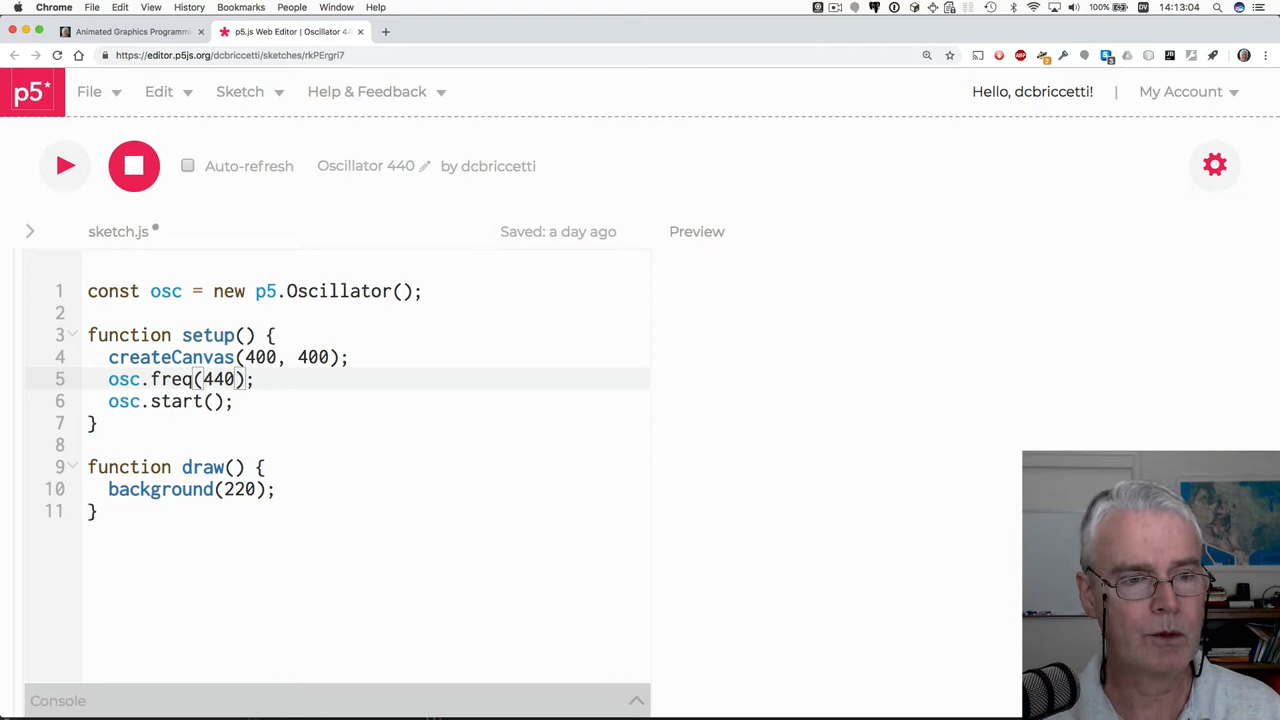 Chrome File Edit View History Bookmarks People Window Help 100% 14:13:04
Animated Graphics Programmi × p5.js Web Editor | Oscillator 44 × +
https://editor.p5js.org/dcbriccetti/sketches/rkPErgri7
p5* File Edit Sketch Help & Feedback Hello, dcbriccetti! | My Account
Auto-refresh Oscillator 440 by dcbriccetti
sketch.js Saved: a day ago Preview
1 const osc = new p5.Oscillator();
2
3 function setup() {
4 createCanvas(400, 400);
5 osc.freq(440);
6 osc.start();
7 }
8
9 function draw() {
10 background(220);
11 }
Console